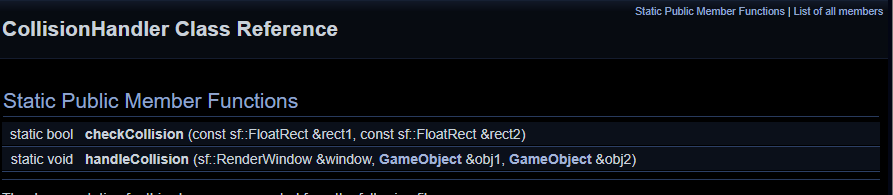 Static Public Member Functions | List of all members
CollisionHandler Class Reference
Static Public Member Functions
static bool checkCollision (const sf::FloatRect &rect1, const sf::FloatRect &rect2)
static void handleCollision (sf::RenderWindow &window, GameObject &obj1, GameObject &obj2)